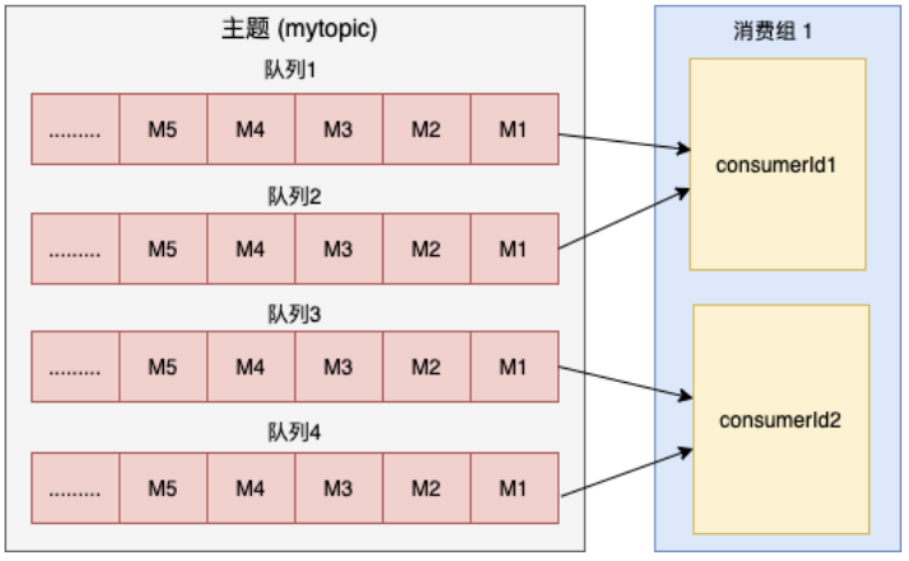 主题 (mytopic)
队列1
......... M5 M4 M3 M2 M1
队列2
......... M5 M4 M3 M2 M1
队列3
......... M5 M4 M3 M2 M1
队列4
......... M5 M4 M3 M2 M1
消费组 1
consumerId1
consumerId2